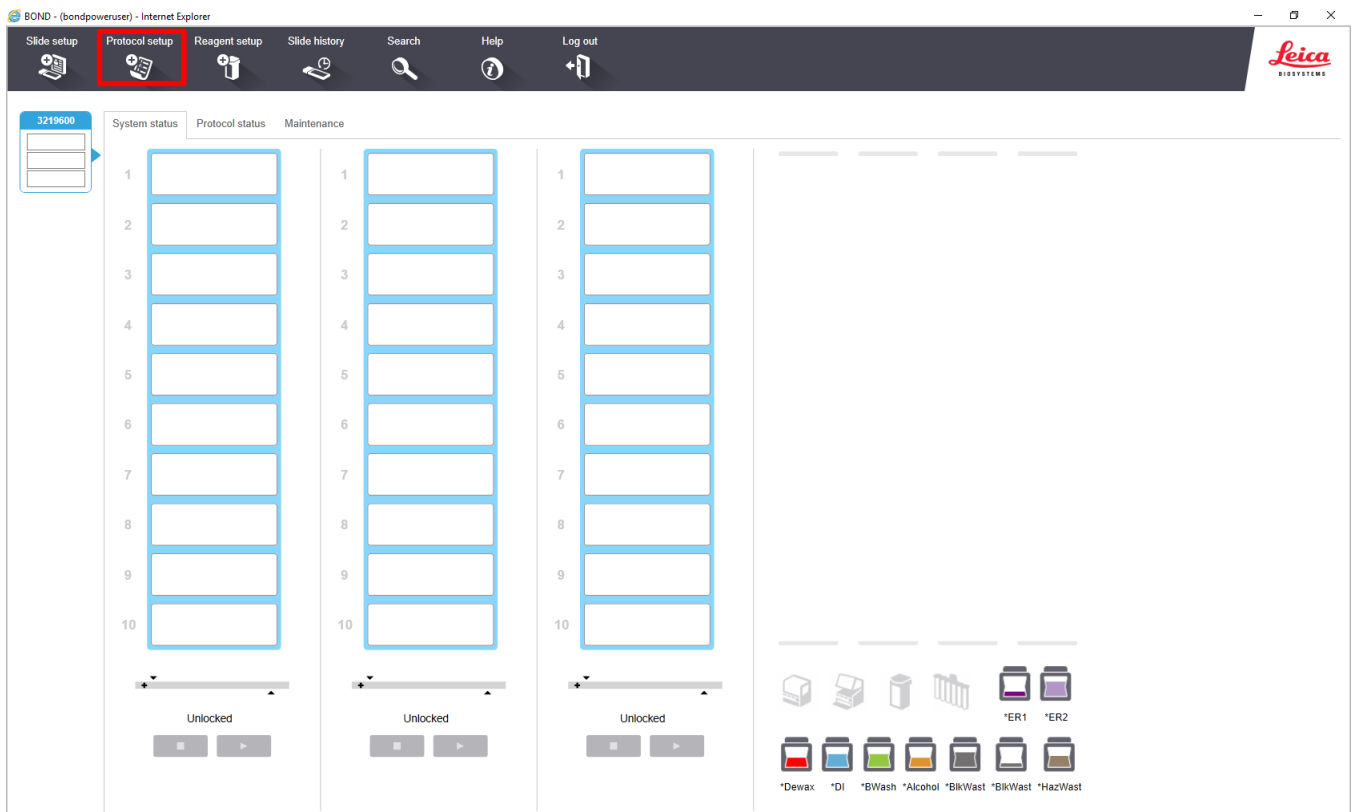 BOND - (bondpoweruser) - Internet Explorer
Slide setup Protocol setup Reagent setup Slide history Search Help Log out
Leica
BIOSYSTEMS
3219600
System status Protocol status Maintenance
1 1 1
2 2 2
3 3 3
4 4 4
5 5 5
6 6 6
7 7 7
8 8 8
9 9 9
10 10 10
Unlocked Unlocked Unlocked
*ER1 *ER2
*Dewax *DI *BWash *Alcohol *BlkWast *BlkWast *HazWast